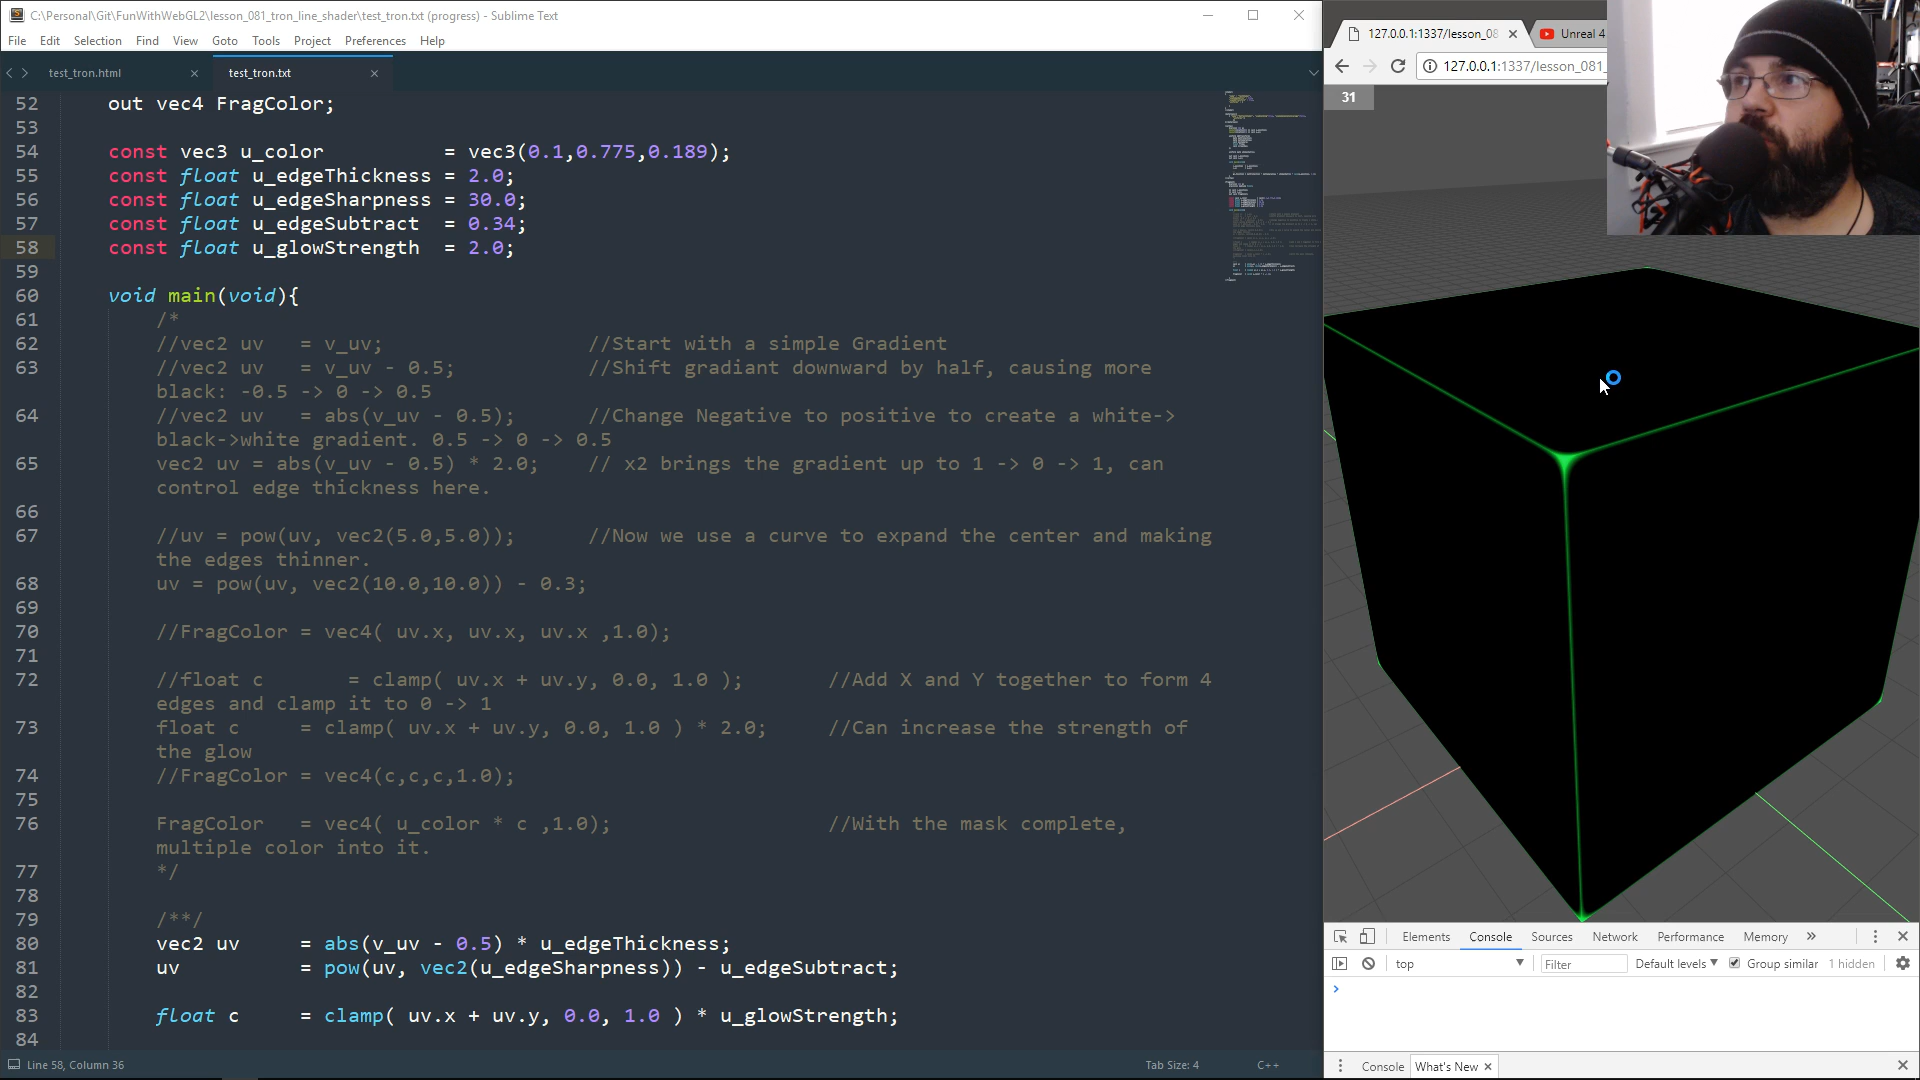 C:\Personal\Git\FunWithWebGL2\lesson_081_tron_line_shader\test_tron.txt (progress) - Sublime Text
File Edit Selection Find View Goto Tools Project Preferences Help
test_tron.html
test_tron.txt
52 out vec4 FragColor;
53
54 const vec3 u_color = vec3(0.1,0.775,0.189);
55 const float u_edgeThickness = 2.0;
56 const float u_edgeSharpness = 30.0;
57 const float u_edgeSubtract = 0.34;
58 const float u_glowStrength = 2.0;
59
60 void main(void){
61 /*
62 //vec2 uv = v_uv; //Start with a simple Gradient
63 //vec2 uv = v_uv - 0.5; //Shift gradiant downward by half, causing more
black: -0.5 -> 0 -> 0.5
64 //vec2 uv = abs(v_uv - 0.5); //Change Negative to positive to create a white->
black->white gradient. 0.5 -> 0 -> 0.5
65 vec2 uv = abs(v_uv - 0.5) * 2.0; // x2 brings the gradient up to 1 -> 0 -> 1, can
control edge thickness here.
66
67 //uv = pow(uv, vec2(5.0,5.0)); //Now we use a curve to expand the center and making
the edges thinner.
68 uv = pow(uv, vec2(10.0,10.0)) - 0.3;
69
70 //FragColor = vec4( uv.x, uv.x, uv.x ,1.0);
71
72 //float c = clamp( uv.x + uv.y, 0.0, 1.0 ); //Add X and Y together to form 4
edges and clamp it to 0 -> 1
73 float c = clamp( uv.x + uv.y, 0.0, 1.0 ) * 2.0; //Can increase the strength of
the glow
74 //FragColor = vec4(c,c,c,1.0);
75
76 FragColor = vec4( u_color * c ,1.0); //With the mask complete,
multiple color into it.
77 */
78
79 /**/
80 vec2 uv = abs(v_uv - 0.5) * u_edgeThickness;
81 uv = pow(uv, vec2(u_edgeSharpness)) - u_edgeSubtract;
82
83 float c = clamp( uv.x + uv.y, 0.0, 1.0 ) * u_glowStrength;
84
Line 58, Column 36
Tab Size: 4
C++
127.0.0.1:1337/lesson_08
Unreal 4
127.0.0.1:1337/lesson_081_
31
Elements Console Sources Network Performance Memory »
top
Filter
Default levels
Group similar
1 hidden
Console
What's New